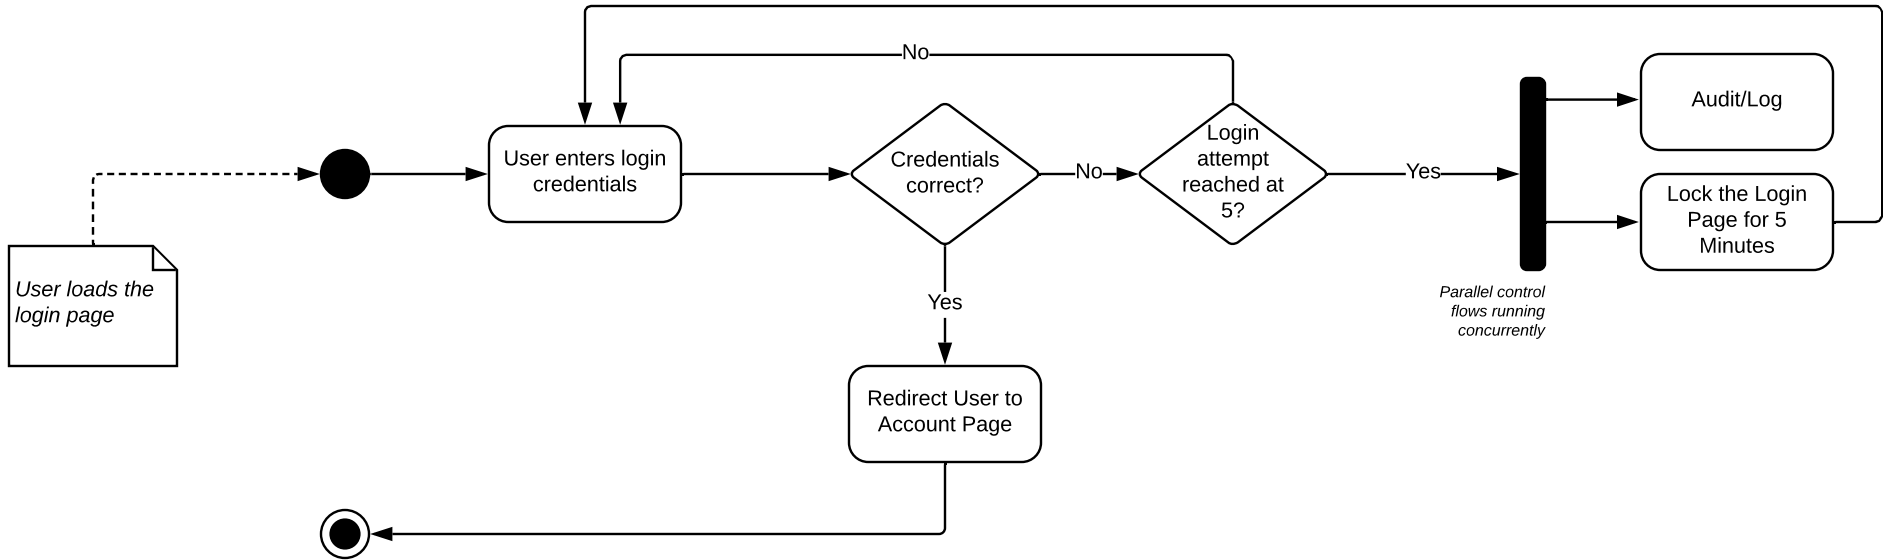 No
User enters login
credentials
Credentials
correct?
No
Login
attempt
reached at
5?
Yes
Audit/Log
Lock the Login
Page for 5
Minutes
User loads the
login page
Parallel control
flows running
concurrently
Yes
Redirect User to
Account Page